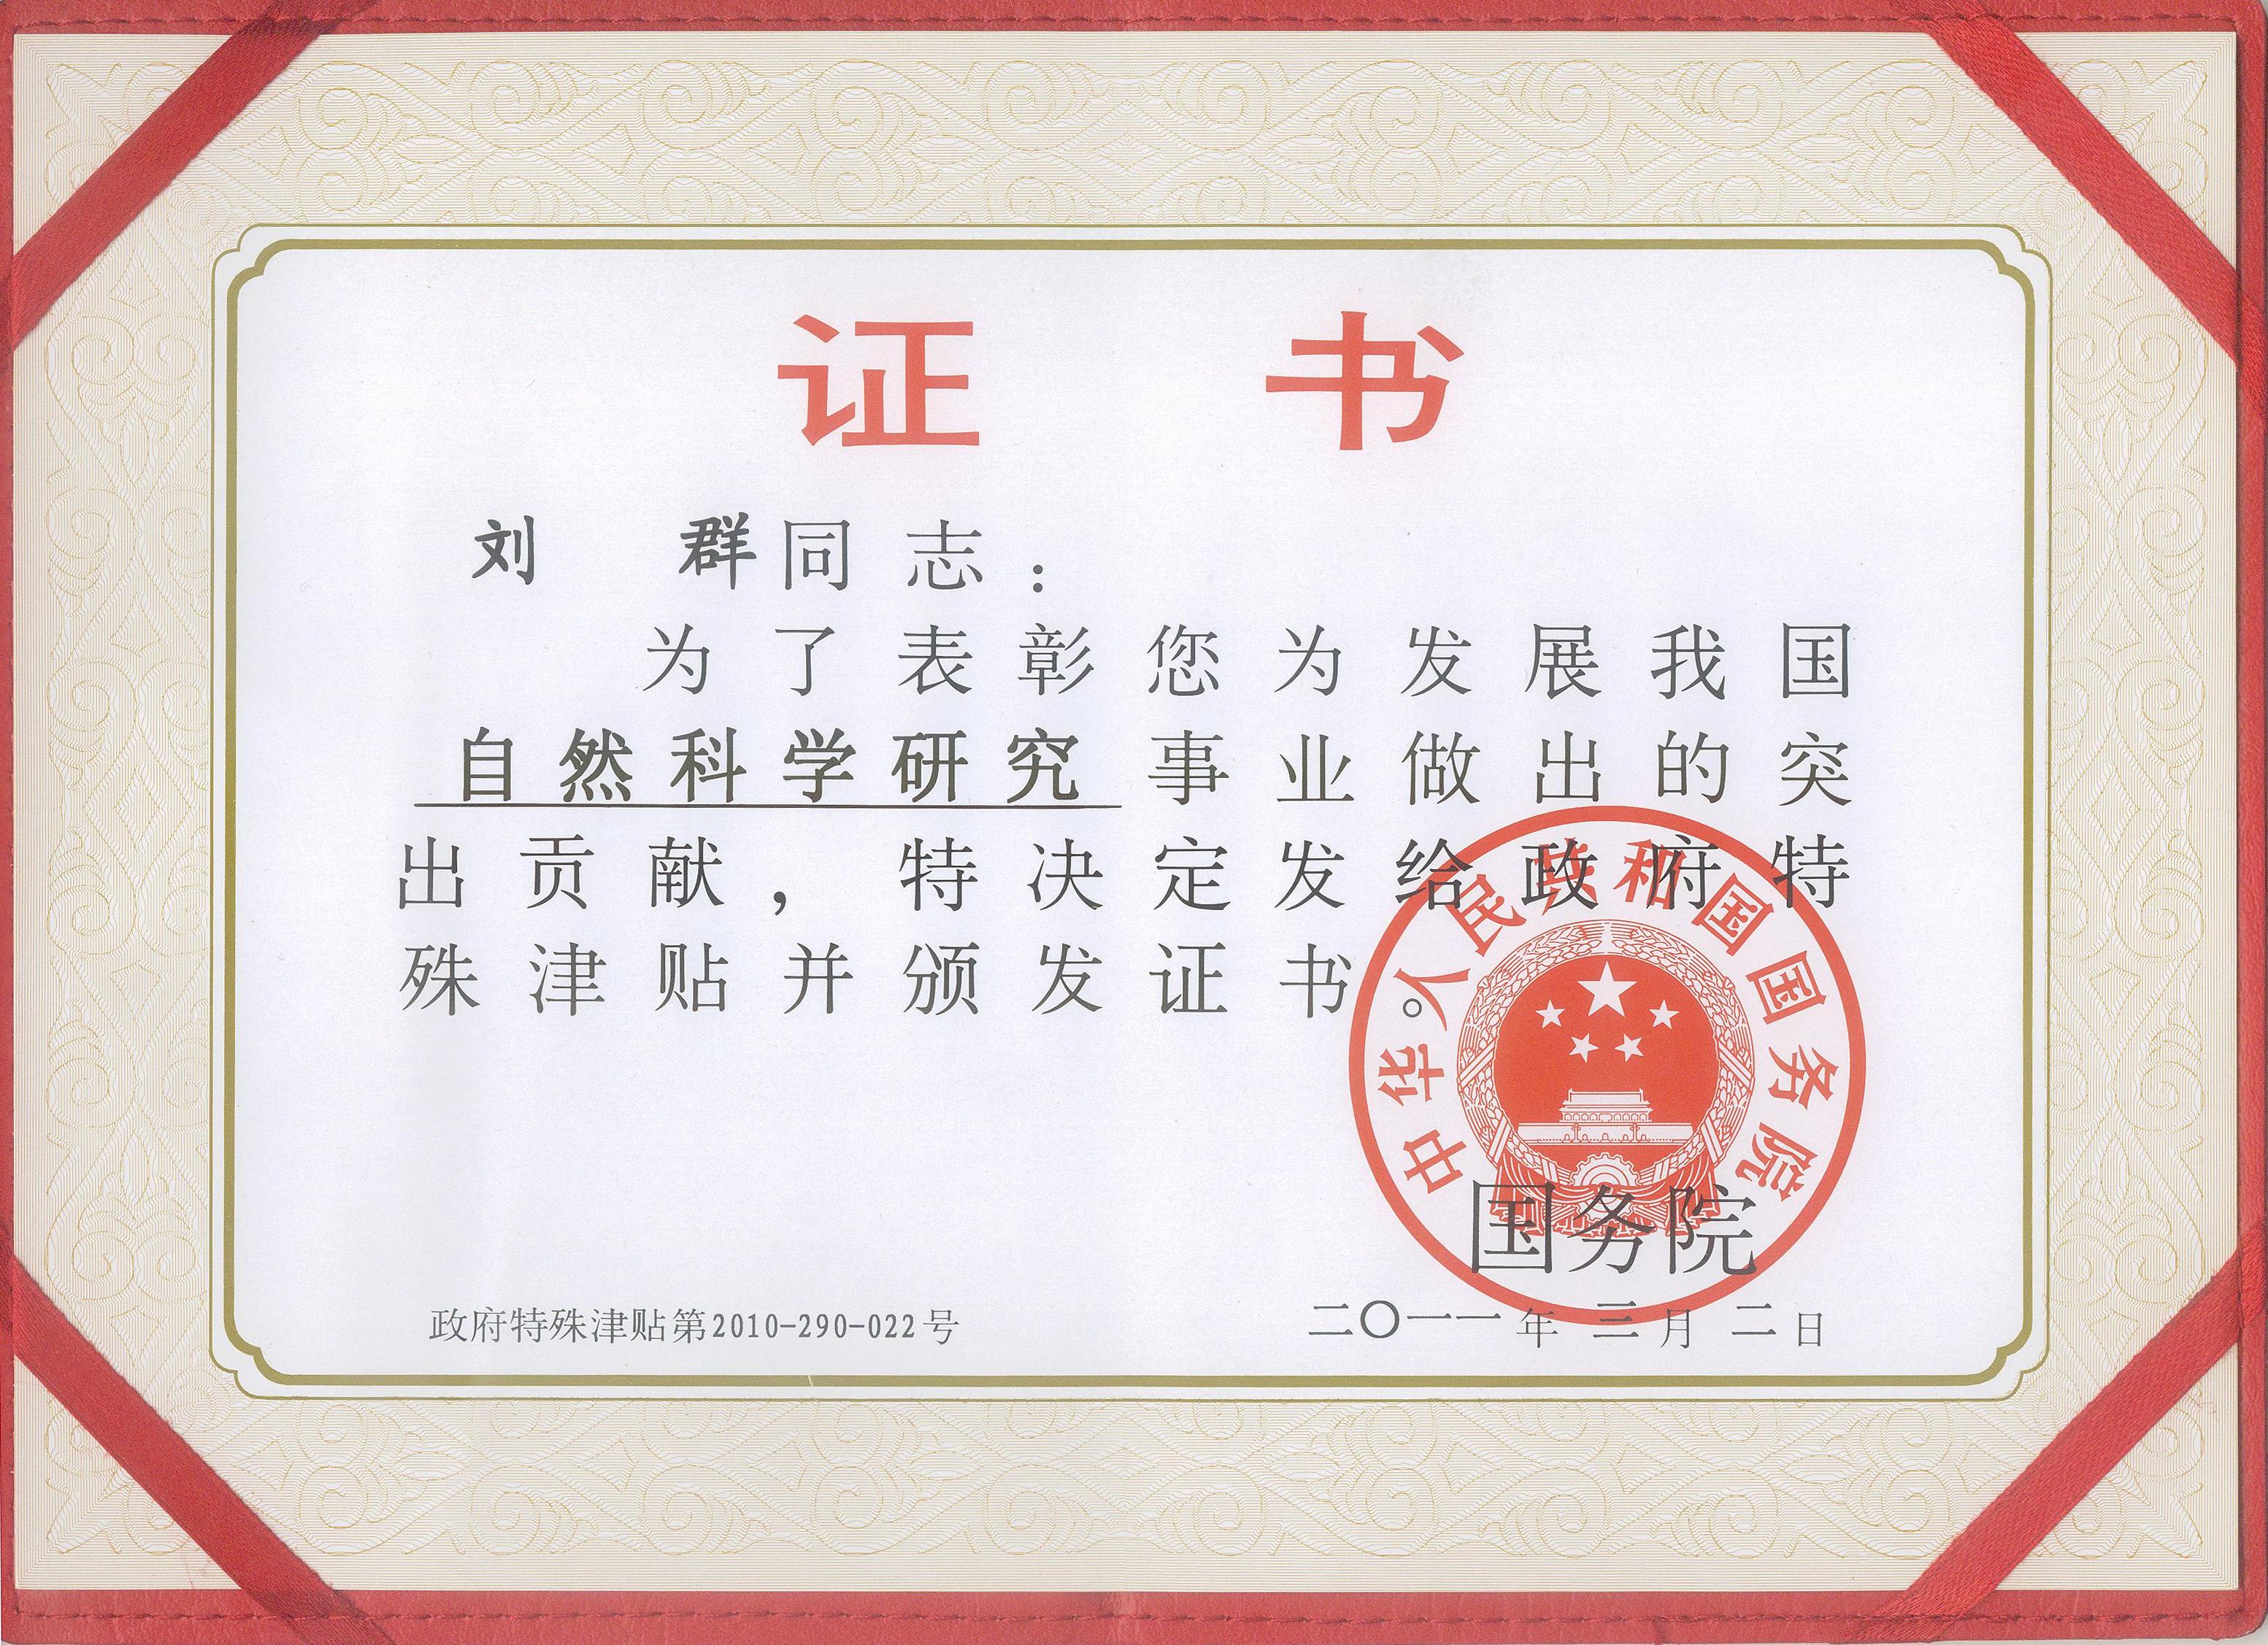 证 书
刘 群同志：
为了表彰您为发展我国
自然科学研究事业做出的突
出贡献，特决定发给政府特
殊津贴并颁发证书。
中华人民共和国国务院
国务院
政府特殊津贴第2010-290-022号
二〇一一年 三月 二日